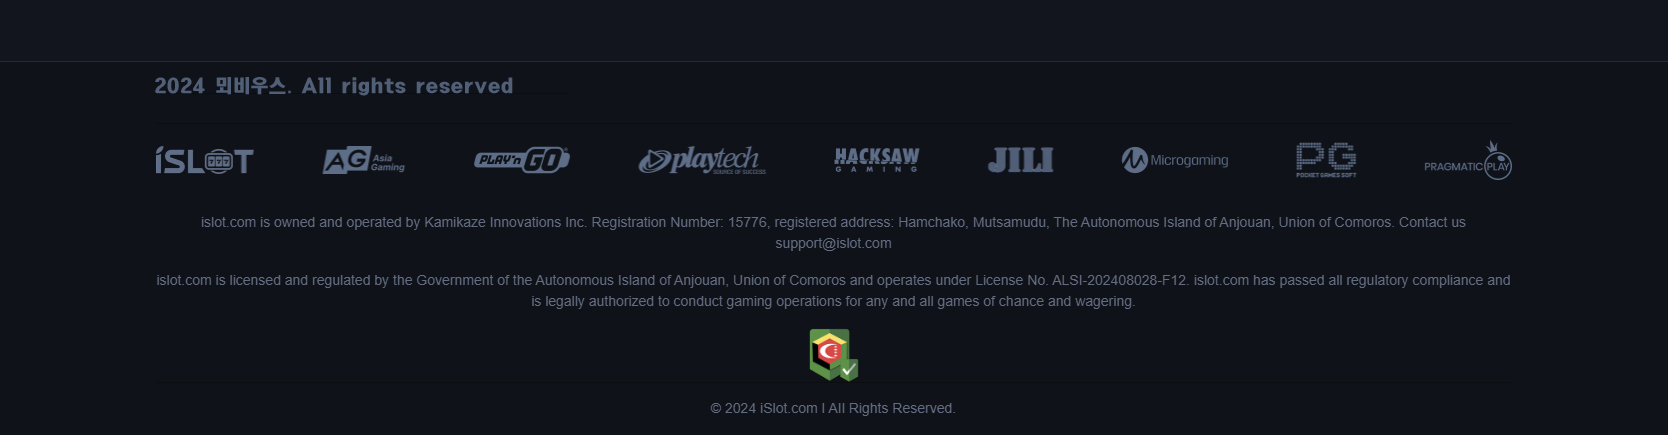 2024 뫼비우스. All rights reserved
iSLOT AG Asia Gaming PLAY'n GO playtech SOURCE OF SUCCESS HACKSAW GAMING JILI Microgaming PG POCKET GAMES SOFT PRAGMATIC PLAY
islot.com is owned and operated by Kamikaze Innovations Inc. Registration Number: 15776, registered address: Hamchako, Mutsamudu, The Autonomous Island of Anjouan, Union of Comoros. Contact us
support@islot.com
islot.com is licensed and regulated by the Government of the Autonomous Island of Anjouan, Union of Comoros and operates under License No. ALSI-202408028-F12. islot.com has passed all regulatory compliance and
is legally authorized to conduct gaming operations for any and all games of chance and wagering.
© 2024 iSlot.com I All Rights Reserved.